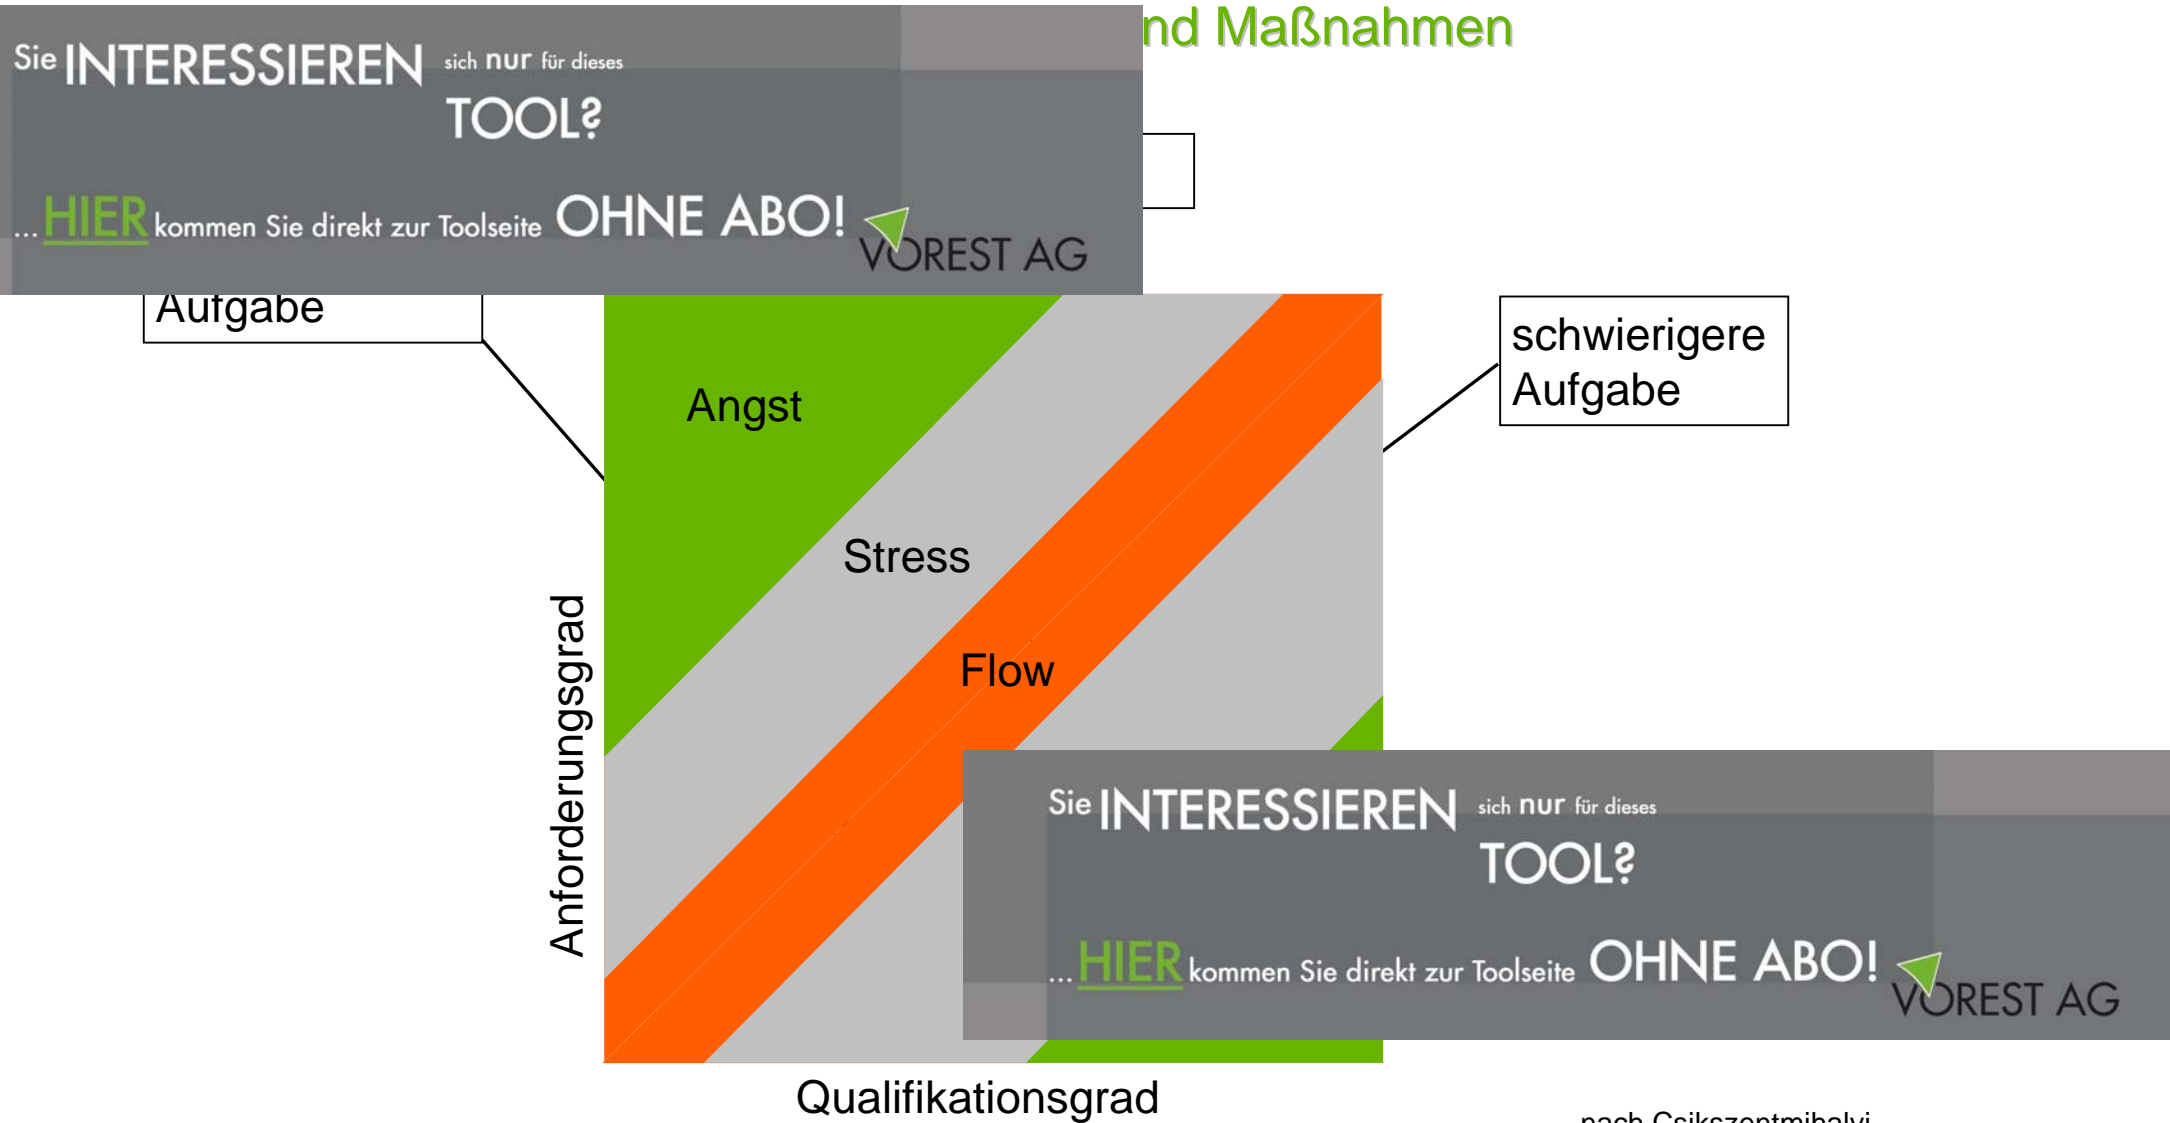 nd Maßnahmen
Sie INTERESSIEREN sich nur für dieses
TOOL?
... HIER kommen Sie direkt zur Toolseite OHNE ABO!
VOREST AG
Aufgabe
schwierigere
Aufgabe
Angst
Stress
Flow
Anforderungsgrad
Sie INTERESSIEREN sich nur für dieses
TOOL?
... HIER kommen Sie direkt zur Toolseite OHNE ABO!
VOREST AG
Qualifikationsgrad
nach Csikszentmihalyi